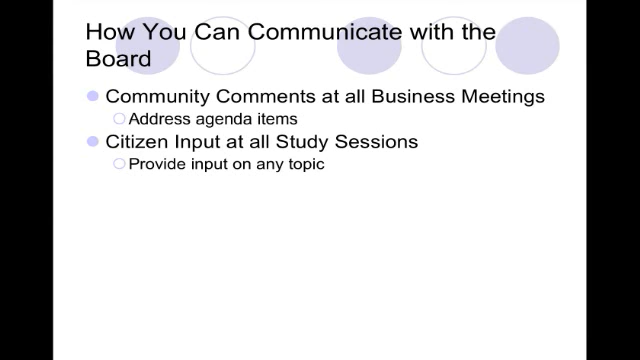 How You Can Communicate with the
Board
Community Comments at all Business Meetings
Address agenda items
Citizen Input at all Study Sessions
Provide input on any topic